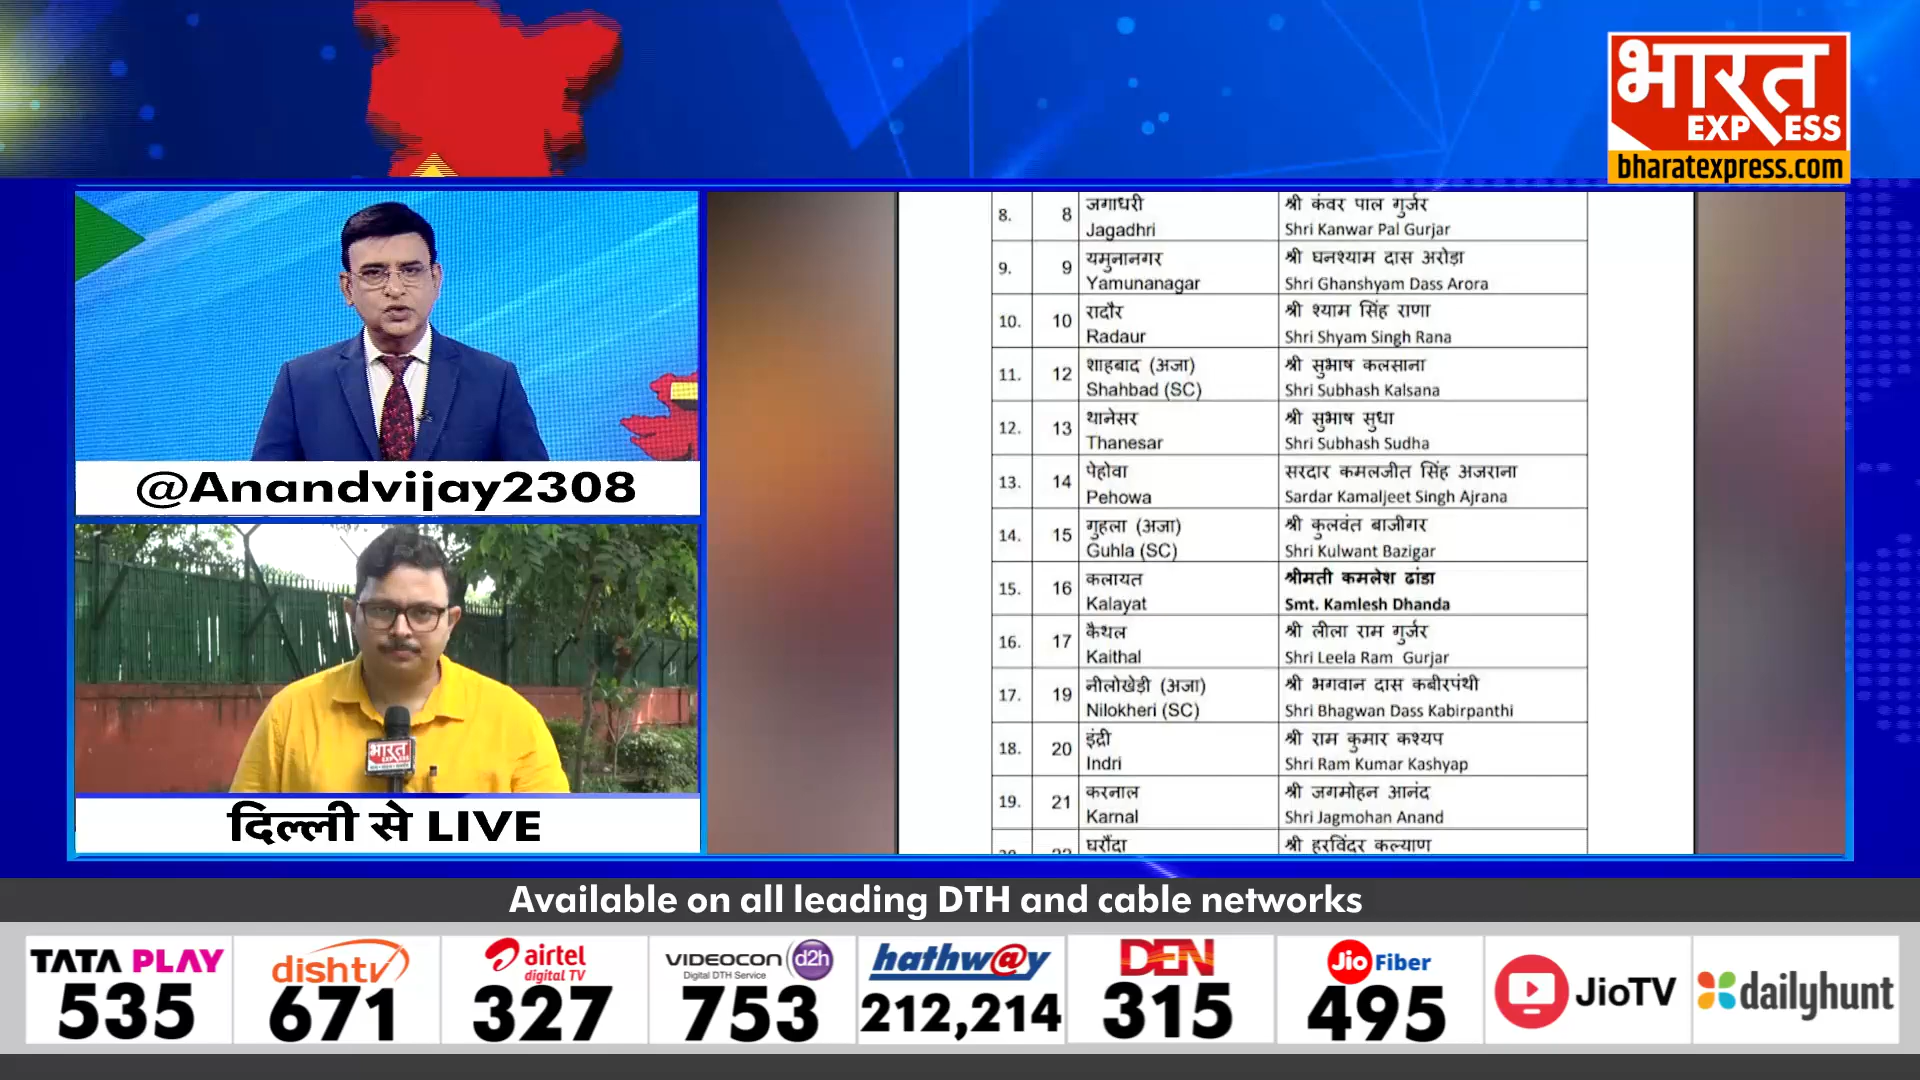 भारत
EXPRESS
bharatexpress.com
@Anandvijay2308
भारत
EXPRESS
दिल्ली से LIVE
8. 8 जगाधरी श्री कंवर पाल गुर्जर
Jagadhri Shri Kanwar Pal Gurjar
9. 9 यमुनानगर श्री घनश्याम दास अरोड़ा
Yamunanagar Shri Ghanshyam Dass Arora
10. 10 रादौर श्री श्याम सिंह राणा
Radaur Shri Shyam Singh Rana
11. 12 शाहबाद (अजा) श्री सुभाष कलसाना
Shahbad (SC) Shri Subhash Kalsana
12. 13 थानेसर श्री सुभाष सुधा
Thanesar Shri Subhash Sudha
13. 14 पेहोवा सरदार कमलजीत सिंह अजराना
Pehowa Sardar Kamaljeet Singh Ajrana
14. 15 गुहला (अजा) श्री कुलवंत बाजीगर
Guhla (SC) Shri Kulwant Bazigar
15. 16 कलायत श्रीमती कमलेश ढांडा
Kalayat Smt. Kamlesh Dhanda
16. 17 कैथल श्री लीला राम गुर्जर
Kaithal Shri Leela Ram Gurjar
17. 19 नीलोखेड़ी (अजा) श्री भगवान दास कबीरपंथी
Nilokheri (SC) Shri Bhagwan Dass Kabirpanthi
18. 20 इंद्री श्री राम कुमार कश्यप
Indri Shri Ram Kumar Kashyap
19. 21 करनाल श्री जगमोहन आनंद
Karnal Shri Jagmohan Anand
घरौंदा श्री हरविंदर कल्याण
Available on all leading DTH and cable networks
TATA PLAY
535
dishtv
671
airtel
digital TV
327
VIDEOCON d2h
Digital DTH Service
753
hathw@y
212,214
DEN
315
Jio Fiber
495
JioTV
dailyhunt